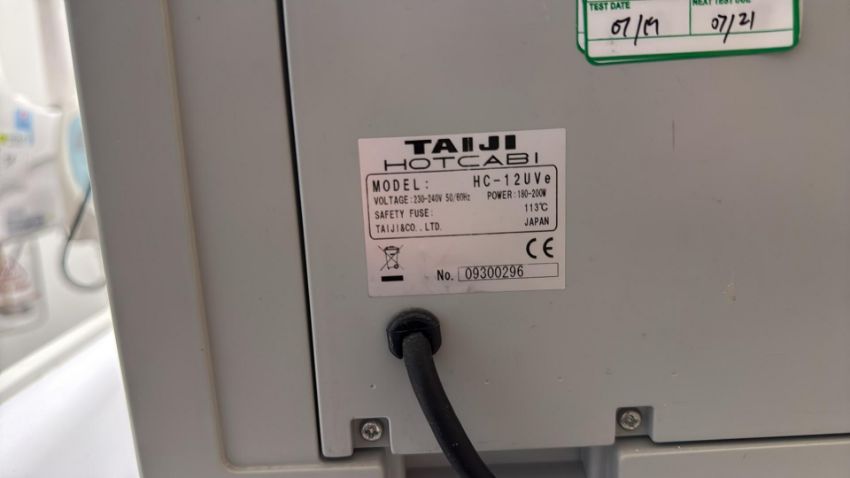 TEST DATE
07/19
NEXT TEST DUE
07/21
TAIJI
HOTCABI
MODEL: HC-12UVe
VOLTAGE:230-240V 50/60Hz POWER:180-200W
SAFETY FUSE: 113℃
TAIJI&CO.,LTD. JAPAN
CE
No. 09300296